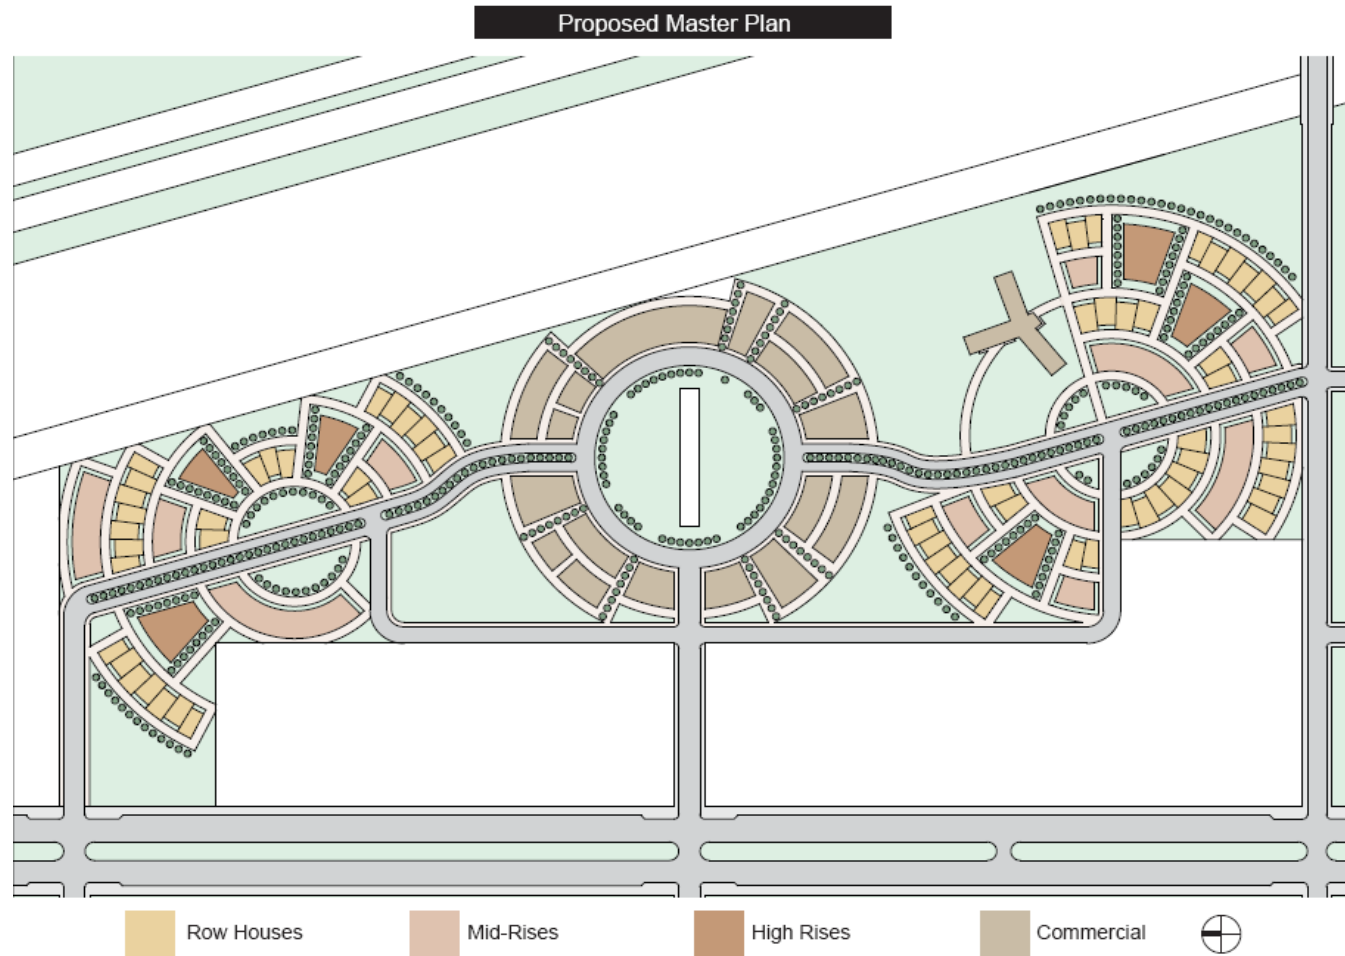 Proposed Master Plan
Row Houses
Mid-Rises
High Rises
Commercial